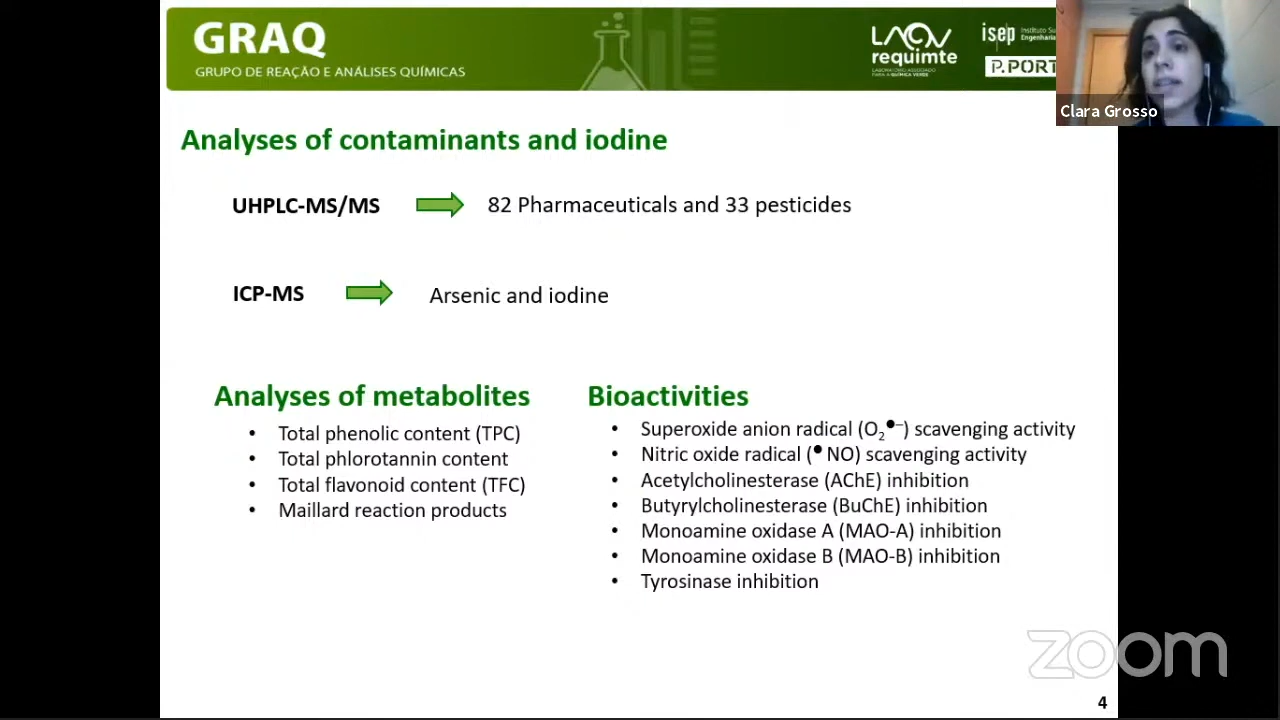 GRAQ
GRUPO DE REAÇÃO E ANÁLISES QUÍMICAS
LAQV
requimte
isep
P.PORT
Clara Grosso
Analyses of contaminants and iodine
UHPLC-MS/MS
82 Pharmaceuticals and 33 pesticides
ICP-MS
Arsenic and iodine
Analyses of metabolites
• Total phenolic content (TPC)
• Total phlorotannin content
• Total flavonoid content (TFC)
• Maillard reaction products
Bioactivities
• Superoxide anion radical (O₂•⁻) scavenging activity
• Nitric oxide radical (•NO) scavenging activity
• Acetylcholinesterase (AChE) inhibition
• Butyrylcholinesterase (BuChE) inhibition
• Monoamine oxidase A (MAO-A) inhibition
• Monoamine oxidase B (MAO-B) inhibition
• Tyrosinase inhibition
zoom
4